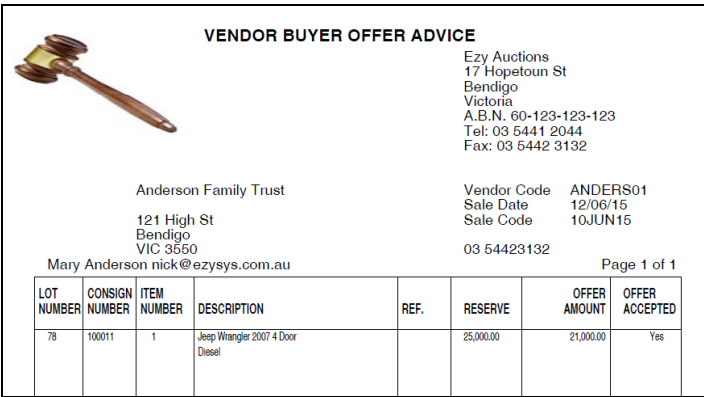 VENDOR BUYER OFFER ADVICE
Ezy Auctions
17 Hopetoun St
Bendigo
Victoria
A.B.N. 60-123-123-123
Tel: 03 5441 2044
Fax: 03 5442 3132
Anderson Family Trust
121 High St
Bendigo
VIC 3550
Mary Anderson nick@ezysys.com.au
Vendor Code ANDERS01
Sale Date 12/06/15
Sale Code 10JUN15
03 54423132
Page 1 of 1
LOT NUMBER CONSIGN NUMBER ITEM NUMBER DESCRIPTION REF. RESERVE OFFER AMOUNT OFFER ACCEPTED
78 100011 1 Jeep Wrangler 2007 4 Door 25,000.00 21,000.00 Yes
Diesel